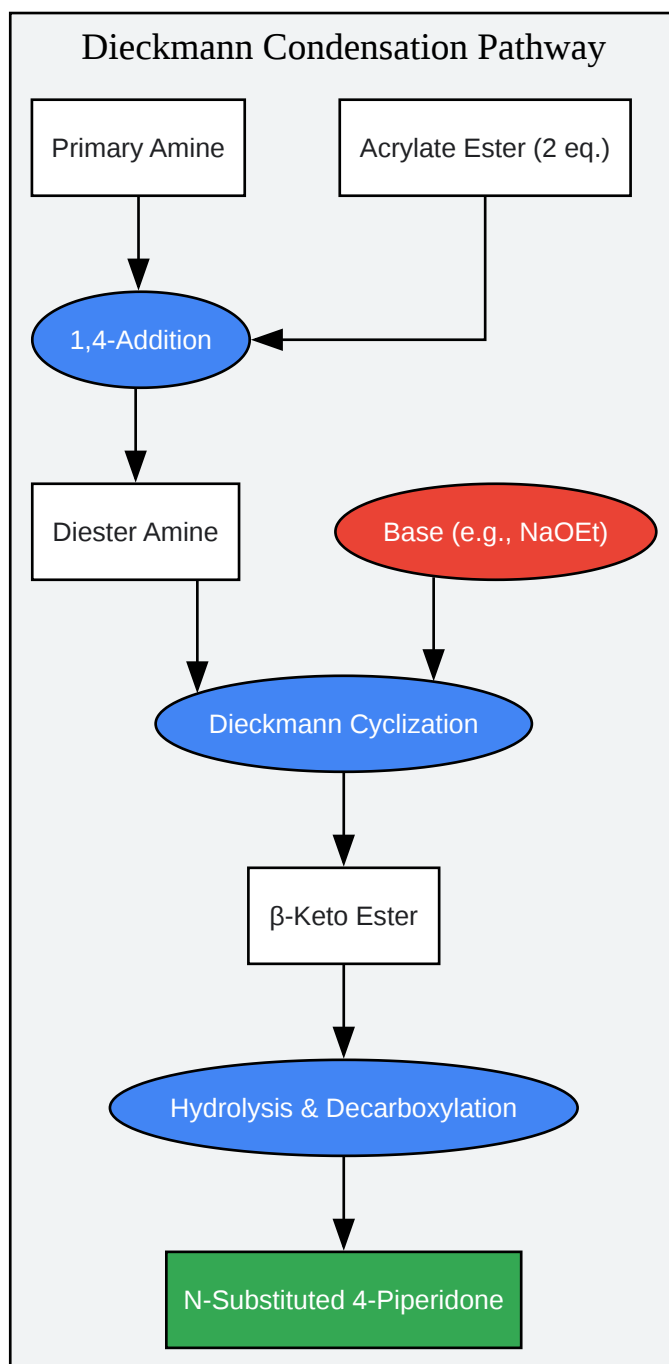 Dieckmann Condensation Pathway
Primary Amine
Acrylate Ester (2 eq.)
1,4-Addition
Diester Amine
Base (e.g., NaOEt)
Dieckmann Cyclization
β-Keto Ester
Hydrolysis & Decarboxylation
N-Substituted 4-Piperidone